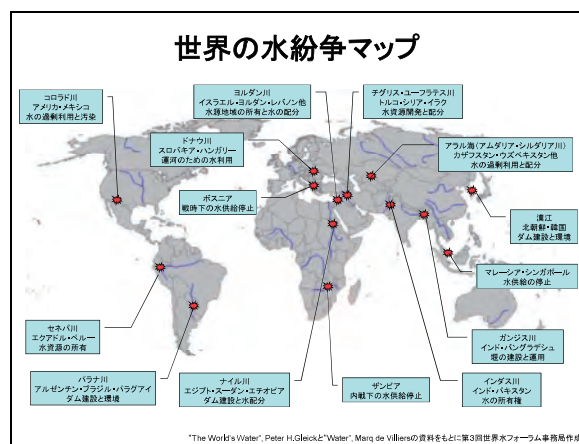 世界の水紛争マップ
コロラド川
アメリカ・メキシコ
水の過剰利用と汚染
ヨルダン川
イスラエル・ヨルダン・レバノン他
水源地域の所有と水の配分
チグリス・ユーフラテス川
トルコ・シリア・イラク
水資源開発と配分
ドナウ川
スロバキア・ハンガリー
運河のための水利用
アラル海(アムダリア・シルダリア川)
カザフスタン・ウズベキスタン他
水の過剰利用と配分
ボスニア
戦時下の水供給停止
漢江
北朝鮮・韓国
ダム建設と環境
マレーシア・シンガポール
水供給の停止
セネパ川
エクアドル・ペルー
水資源の所有
ガンジス川
インド・バングラデシュ
堰の建設と運用
パラナ川
アルゼンチン・ブラジル・パラグアイ
ダム建設と環境
ナイル川
エジプト・スーダン・エチオピア
ダム建設と水配分
ザンビア
内戦下の水供給停止
インダス川
インド・パキスタン
水の所有権
"The World's Water", Peter H.Gleickと"Water", Marq de Villiersの資料をもとに第3回世界水フォーラム事務局作成